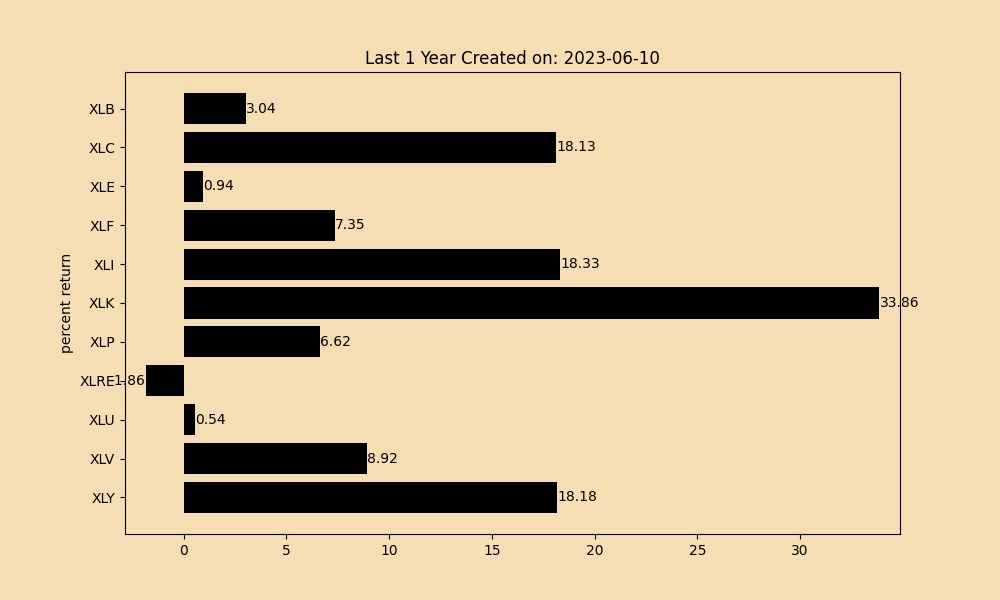 Last 1 Year Created on: 2023-06-10
percent return
XLB 3.04
XLC 18.13
XLE 0.94
XLF 7.35
XLI 18.33
XLK 33.86
XLP 6.62
XLRE -1.86
XLU 0.54
XLV 8.92
XLY 18.18
0 5 10 15 20 25 30